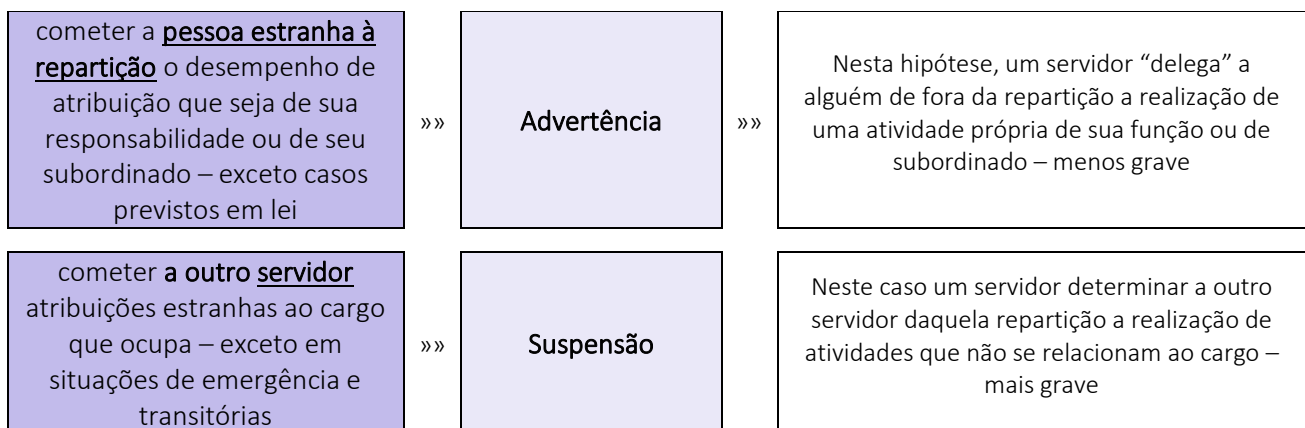 cometer a pessoa estranha à
repartição o desempenho de
atribuição que seja de sua
responsabilidade ou de seu
subordinado – exceto casos
previstos em lei
»»
Advertência
»»
Nesta hipótese, um servidor “delega” a
alguém de fora da repartição a realização de
uma atividade própria de sua função ou de
subordinado – menos grave
cometer a outro servidor
atribuições estranhas ao cargo
que ocupa – exceto em
situações de emergência e
transitórias
»»
Suspensão
»»
Neste caso um servidor determinar a outro
servidor daquela repartição a realização de
atividades que não se relacionam ao cargo –
mais grave